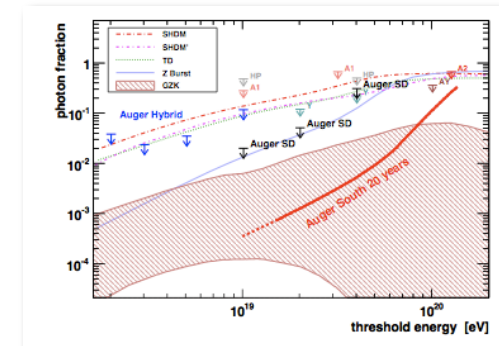 SHDM
SHDM'
TD
Z Burst
GZK
photon fraction
1
10⁻¹
10⁻²
10⁻³
10⁻⁴
HP
A1
A1
HP
A2
A1
Y
Y
Auger Hybrid
Auger SD
Auger SD
Auger SD
Auger South 20 years
10¹⁹
10²⁰
threshold energy [eV]